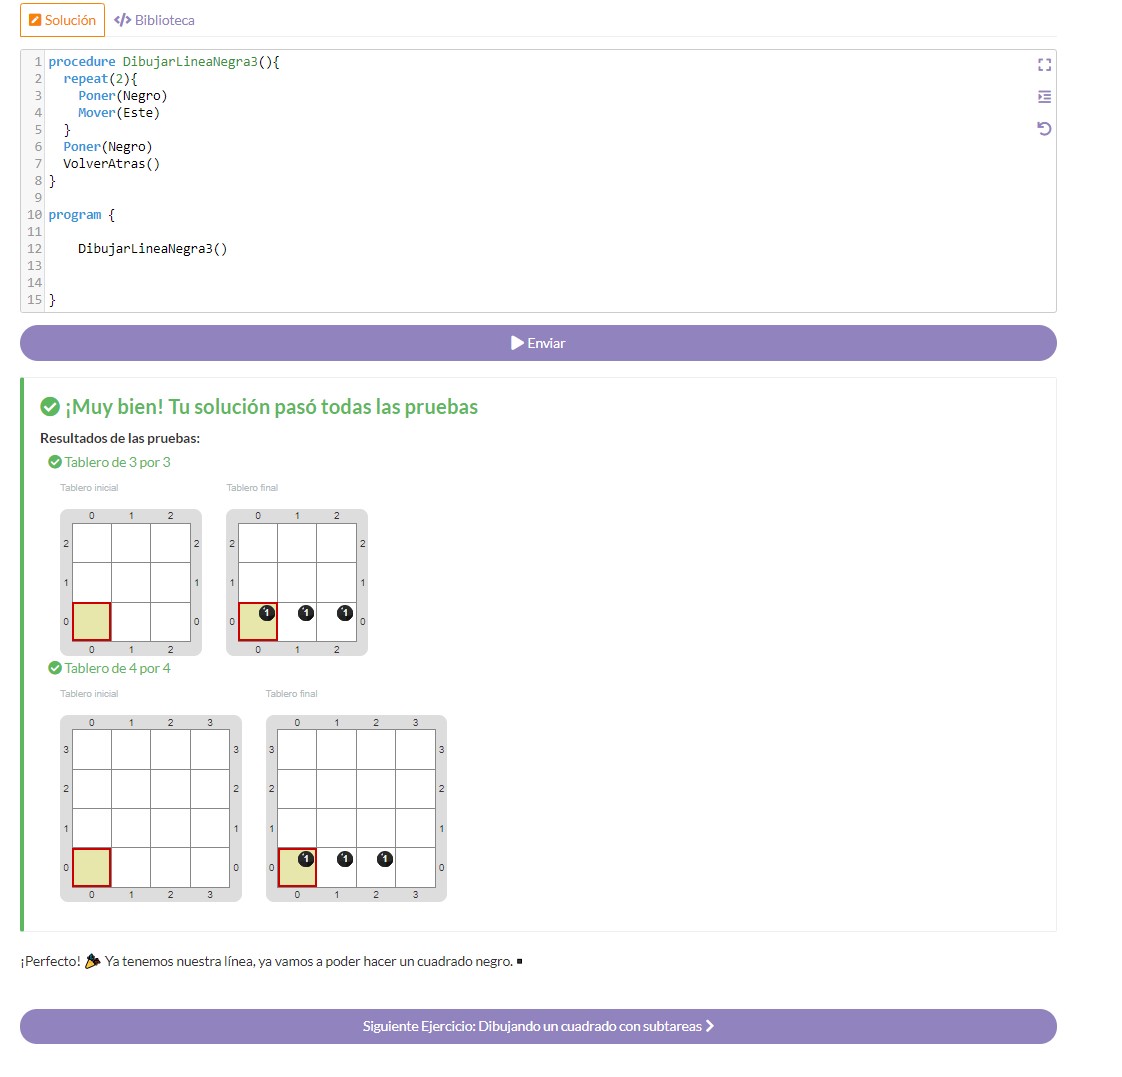 Solución </> Biblioteca
1 procedure DibujarLineaNegra3(){
2 repeat(2){
3 Poner(Negro)
4 Mover(Este)
5 }
6 Poner(Negro)
7 VolverAtras()
8 }
9
10 program {
11
12 DibujarLineaNegra3()
13
14
15 }
Enviar
¡Muy bien! Tu solución pasó todas las pruebas
Resultados de las pruebas:
Tablero de 3 por 3
Tablero inicial Tablero final
0 1 2 0 1 2
2 2 2 2
1 1 1 1
0 0 0 1 1 1 0
0 1 2 0 1 2
Tablero de 4 por 4
Tablero inicial Tablero final
0 1 2 3 0 1 2 3
3 3 3 3
2 2 2 2
1 1 1 1
0 0 0 1 1 1 0
0 1 2 3 0 1 2 3
¡Perfecto! 🎉 Ya tenemos nuestra línea, ya vamos a poder hacer un cuadrado negro. ▪
Siguiente Ejercicio: Dibujando un cuadrado con subtareas